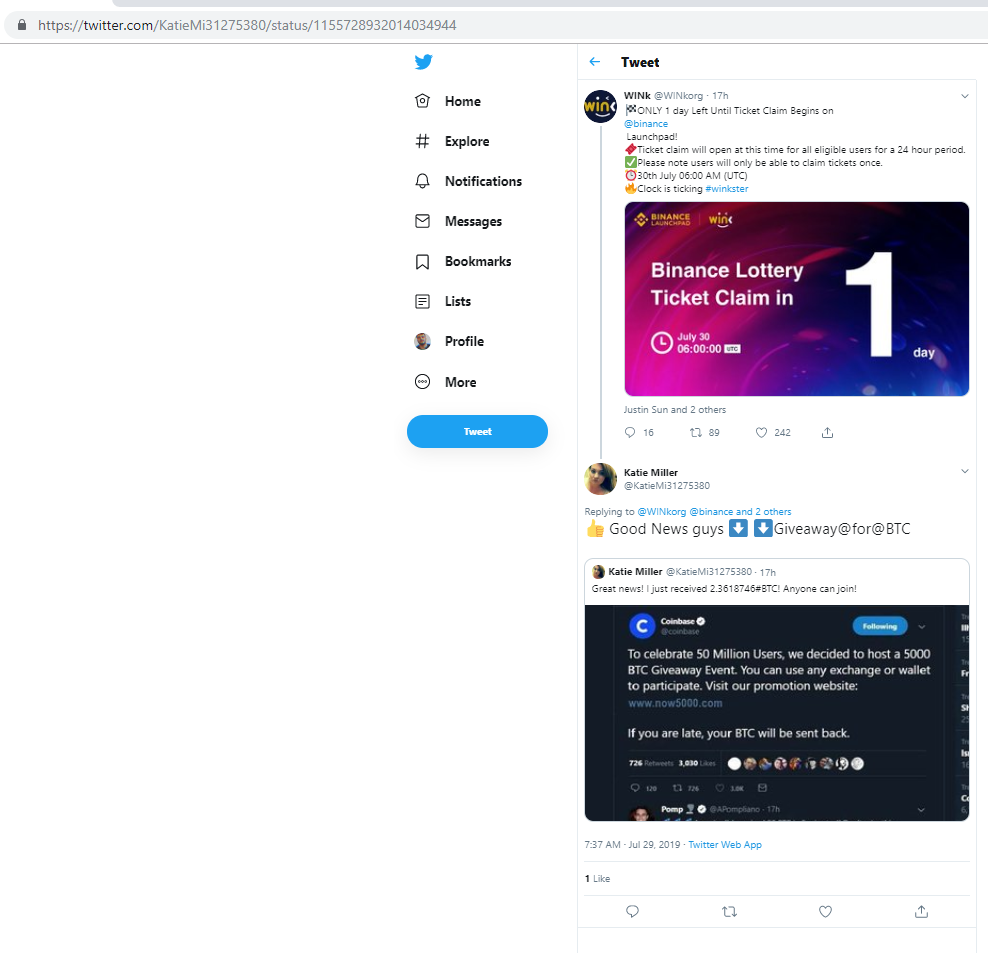 https://twitter.com/KatieMi31275380/status/1155728932014034944
Home
Explore
Notifications
Messages
Bookmarks
Lists
Profile
More
Tweet
Tweet
WINk @WINkorg · 17h
ONLY 1 day Left Until Ticket Claim Begins on
@binance
Launchpad!
Ticket claim will open at this time for all eligible users for a 24 hour period.
Please note users will only be able to claim tickets once.
30th July 06:00 AM (UTC)
Clock is ticking #winkster
BINANCE LAUNCHPAD | wink
Binance Lottery
Ticket Claim in
1
day
July 30
06:00:00 UTC
Justin Sun and 2 others
16 89 242
Katie Miller
@KatieMi31275380
Replying to @WINkorg @binance and 2 others
👍 Good News guys ⬇ ⬇Giveaway@for@BTC
Katie Miller @KatieMi31275380 · 17h
Great news! i just received 2.3618746#BTC! Anyone can join!
Coinbase
@coinbase
Following
To celebrate 50 Million Users, we decided to host a 5000
BTC Giveaway Event. You can use any exchange or wallet
to participate. Visit our promotion website:
www.now5000.com
If you are late, your BTC will be sent back.
726 Retweets 3,030 Likes
120 726 3.0K
Pomp @APompliano · 17h
7:37 AM · Jul 29, 2019 · Twitter Web App
1 Like